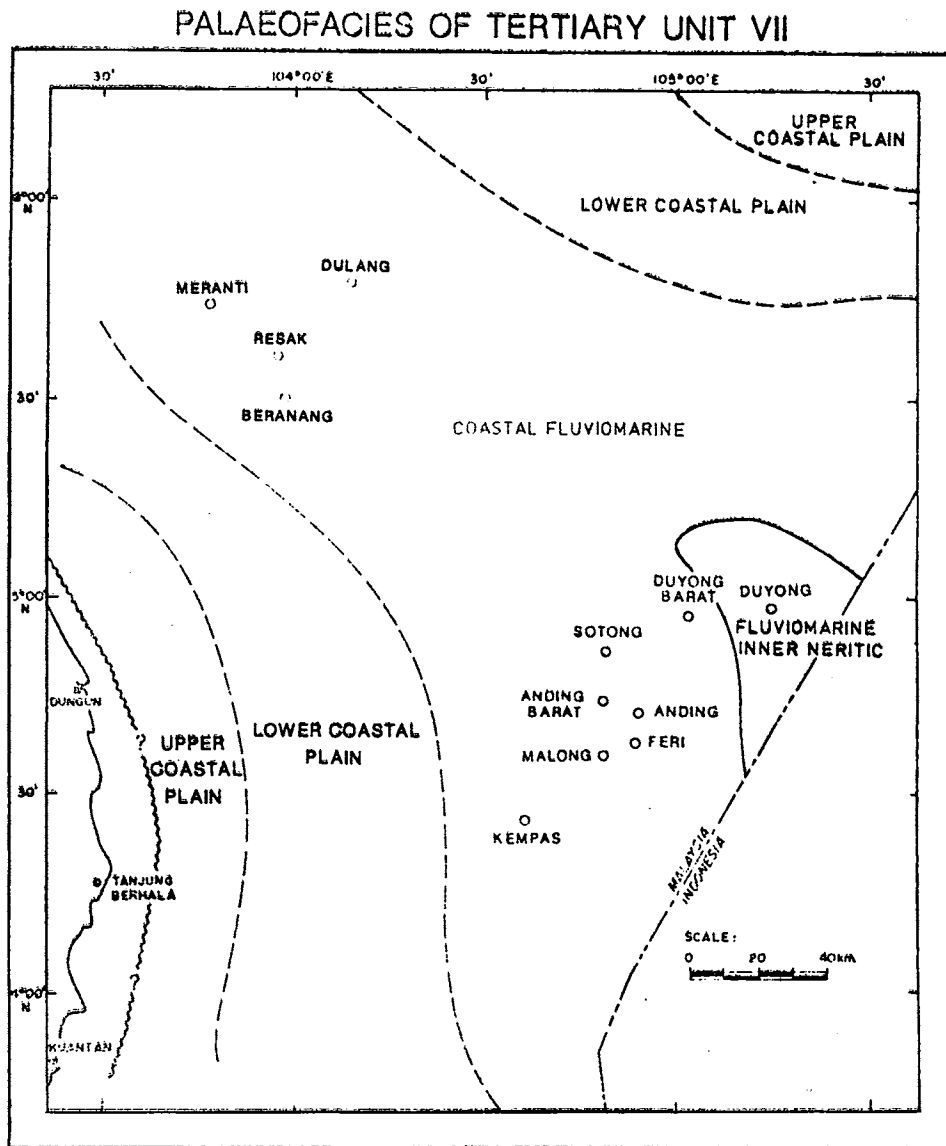 PALAEOFACIES OF TERTIARY UNIT VII
30'
104°00'E
30'
105°00'E
30'
UPPER
COASTAL PLAIN
LOWER COASTAL PLAIN
6°00'
N
DULANG
MERANTI
RESAK
30'
BERANANG
COASTAL FLUVIOMARINE
5°00'
N
DUYONG
BARAT
DUYONG
SOTONG
FLUVIOMARINE
INNER NERITIC
DUNGUN
ANDING
BARAT
ANDING
?
UPPER
COASTAL
PLAIN
LOWER COASTAL
PLAIN
FERI
MALONG
30'
KEMPAS
MALAYSIA
INDONESIA
TANJUNG
BERHALA
SCALE:
0 20 40km
?
4°00'
N
KUANTAN